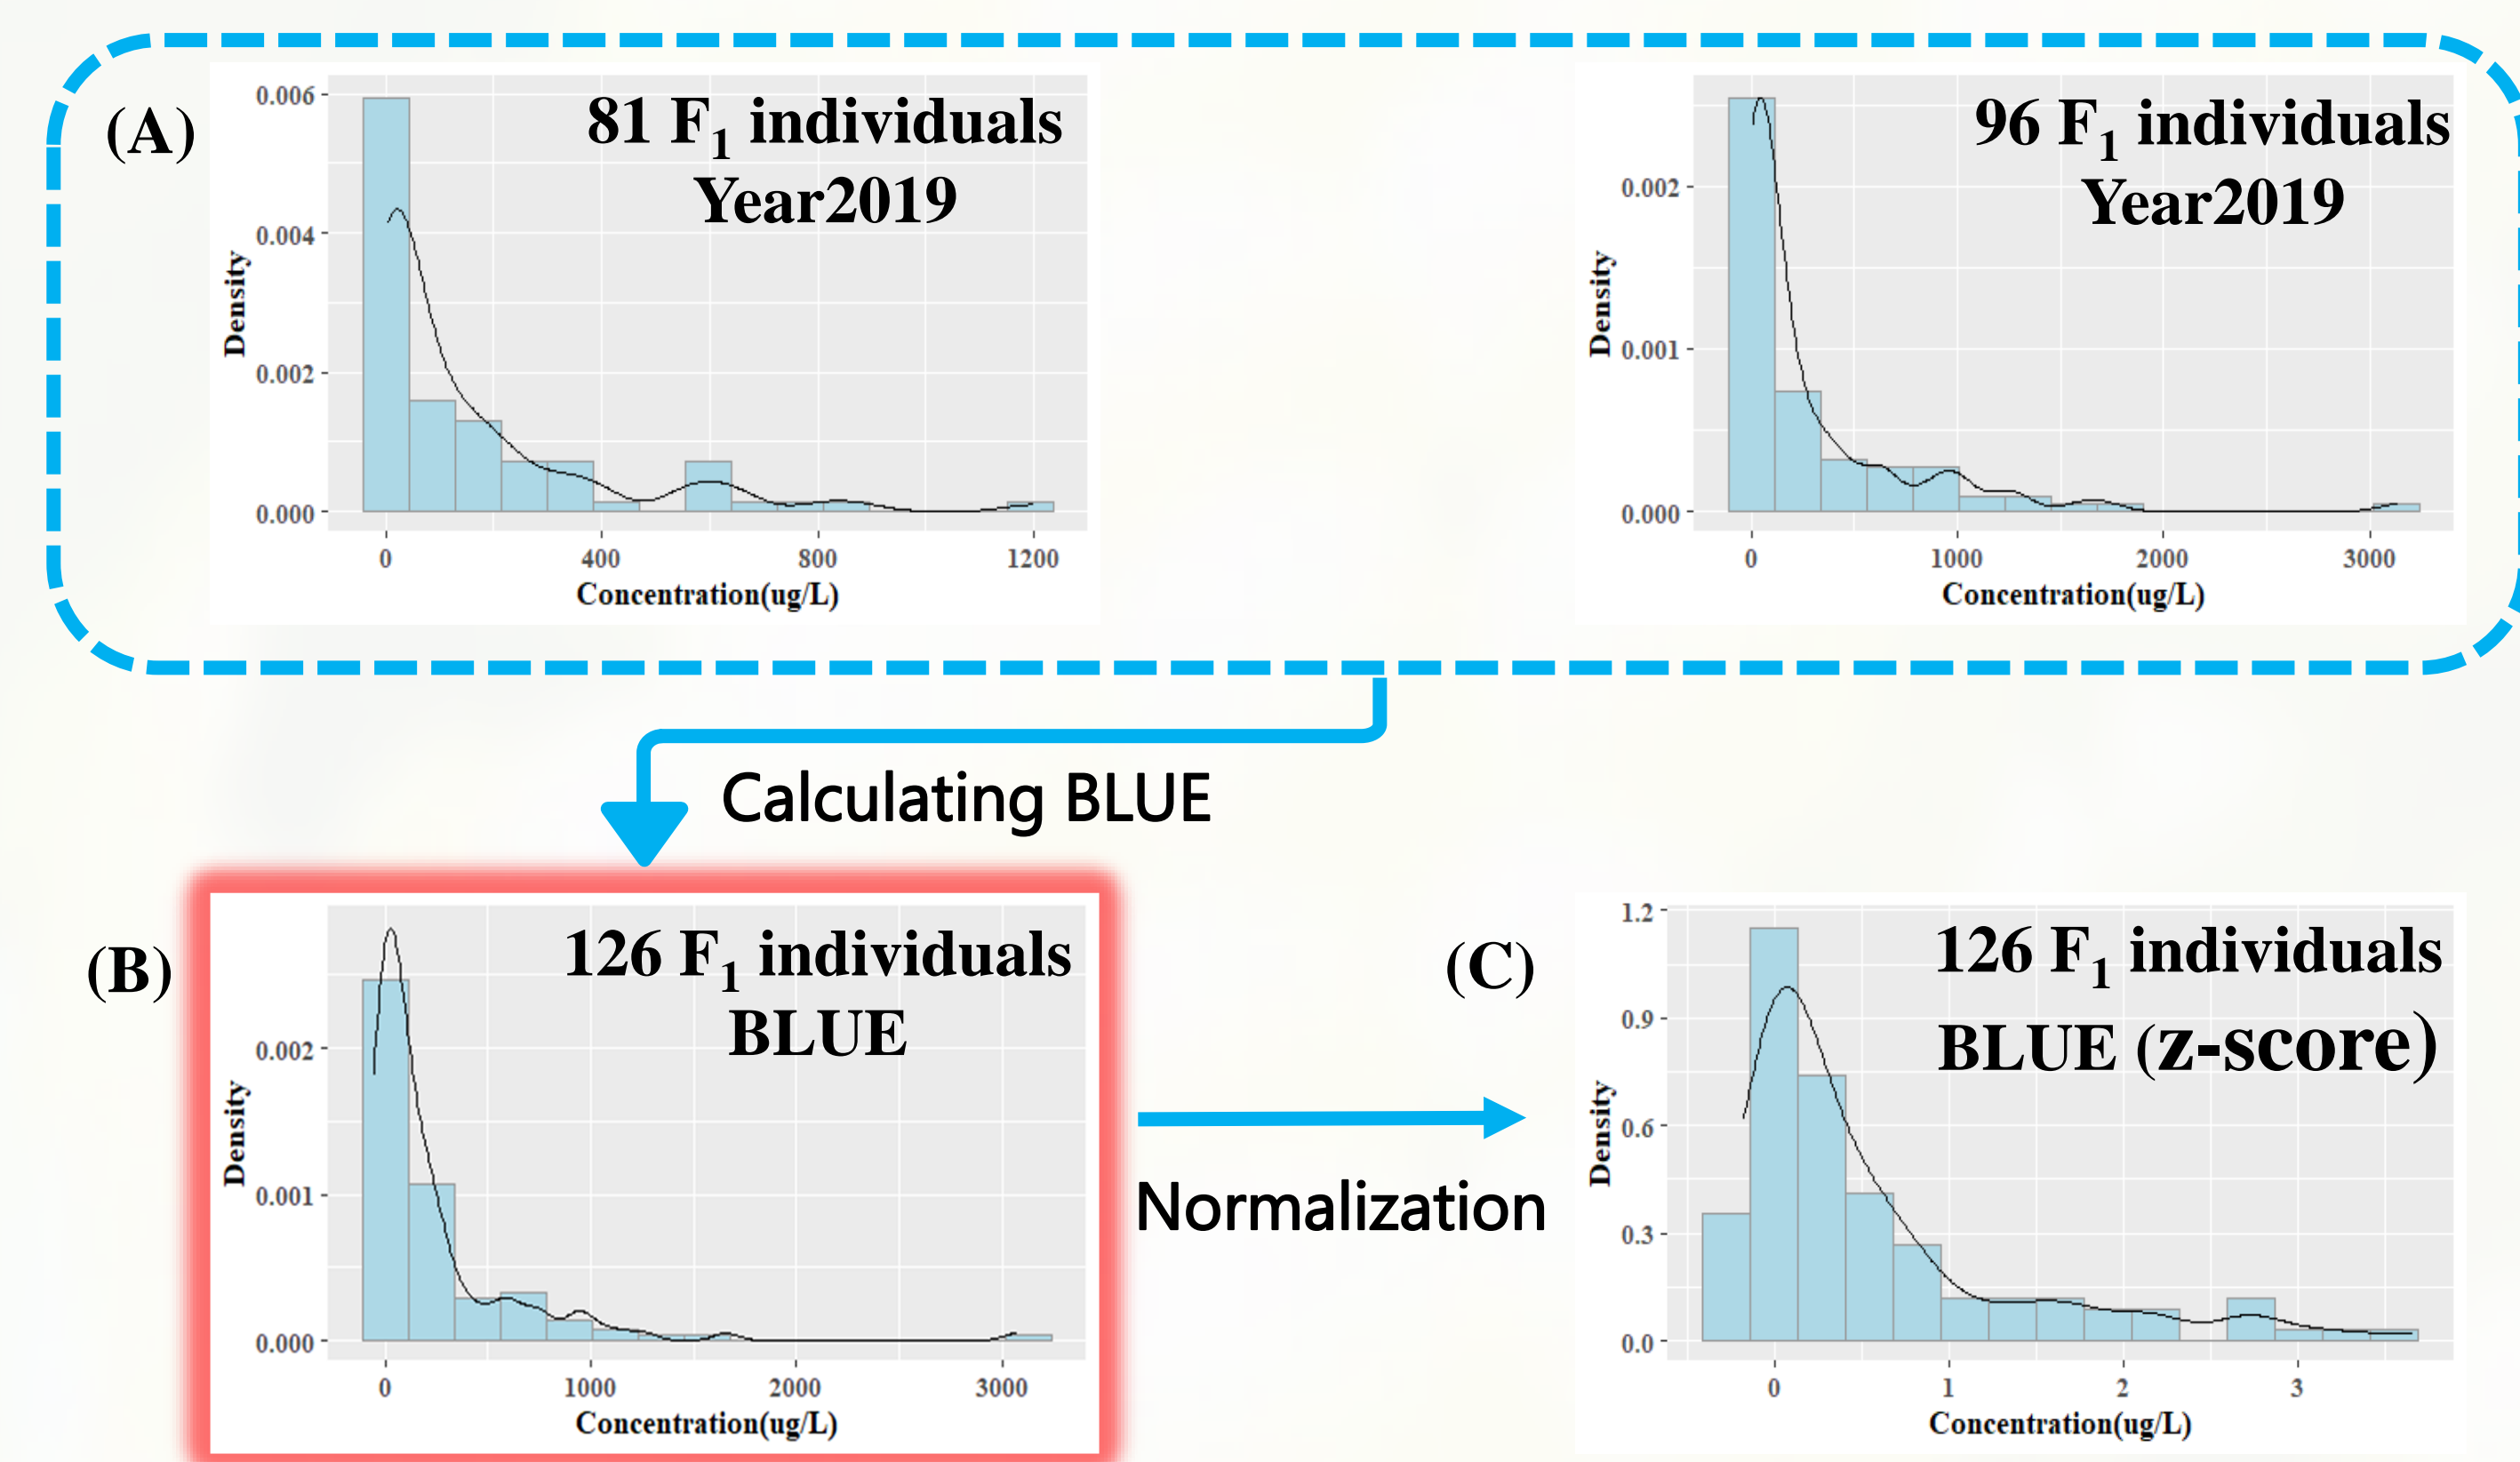 (A)
81 F₁ individuals
Year2019
Density
0.006
0.004
0.002
0.000
0 400 800 1200
Concentration(ug/L)
96 F₁ individuals
Year2019
Density
0.002
0.001
0.000
0 1000 2000 3000
Concentration(ug/L)
Calculating BLUE
(B)
126 F₁ individuals
BLUE
Density
0.002
0.001
0.000
0 1000 2000 3000
Concentration(ug/L)
Normalization
(C)
126 F₁ individuals
BLUE (z-score)
Density
1.2
0.9
0.6
0.3
0.0
0 1 2 3
Concentration(ug/L)